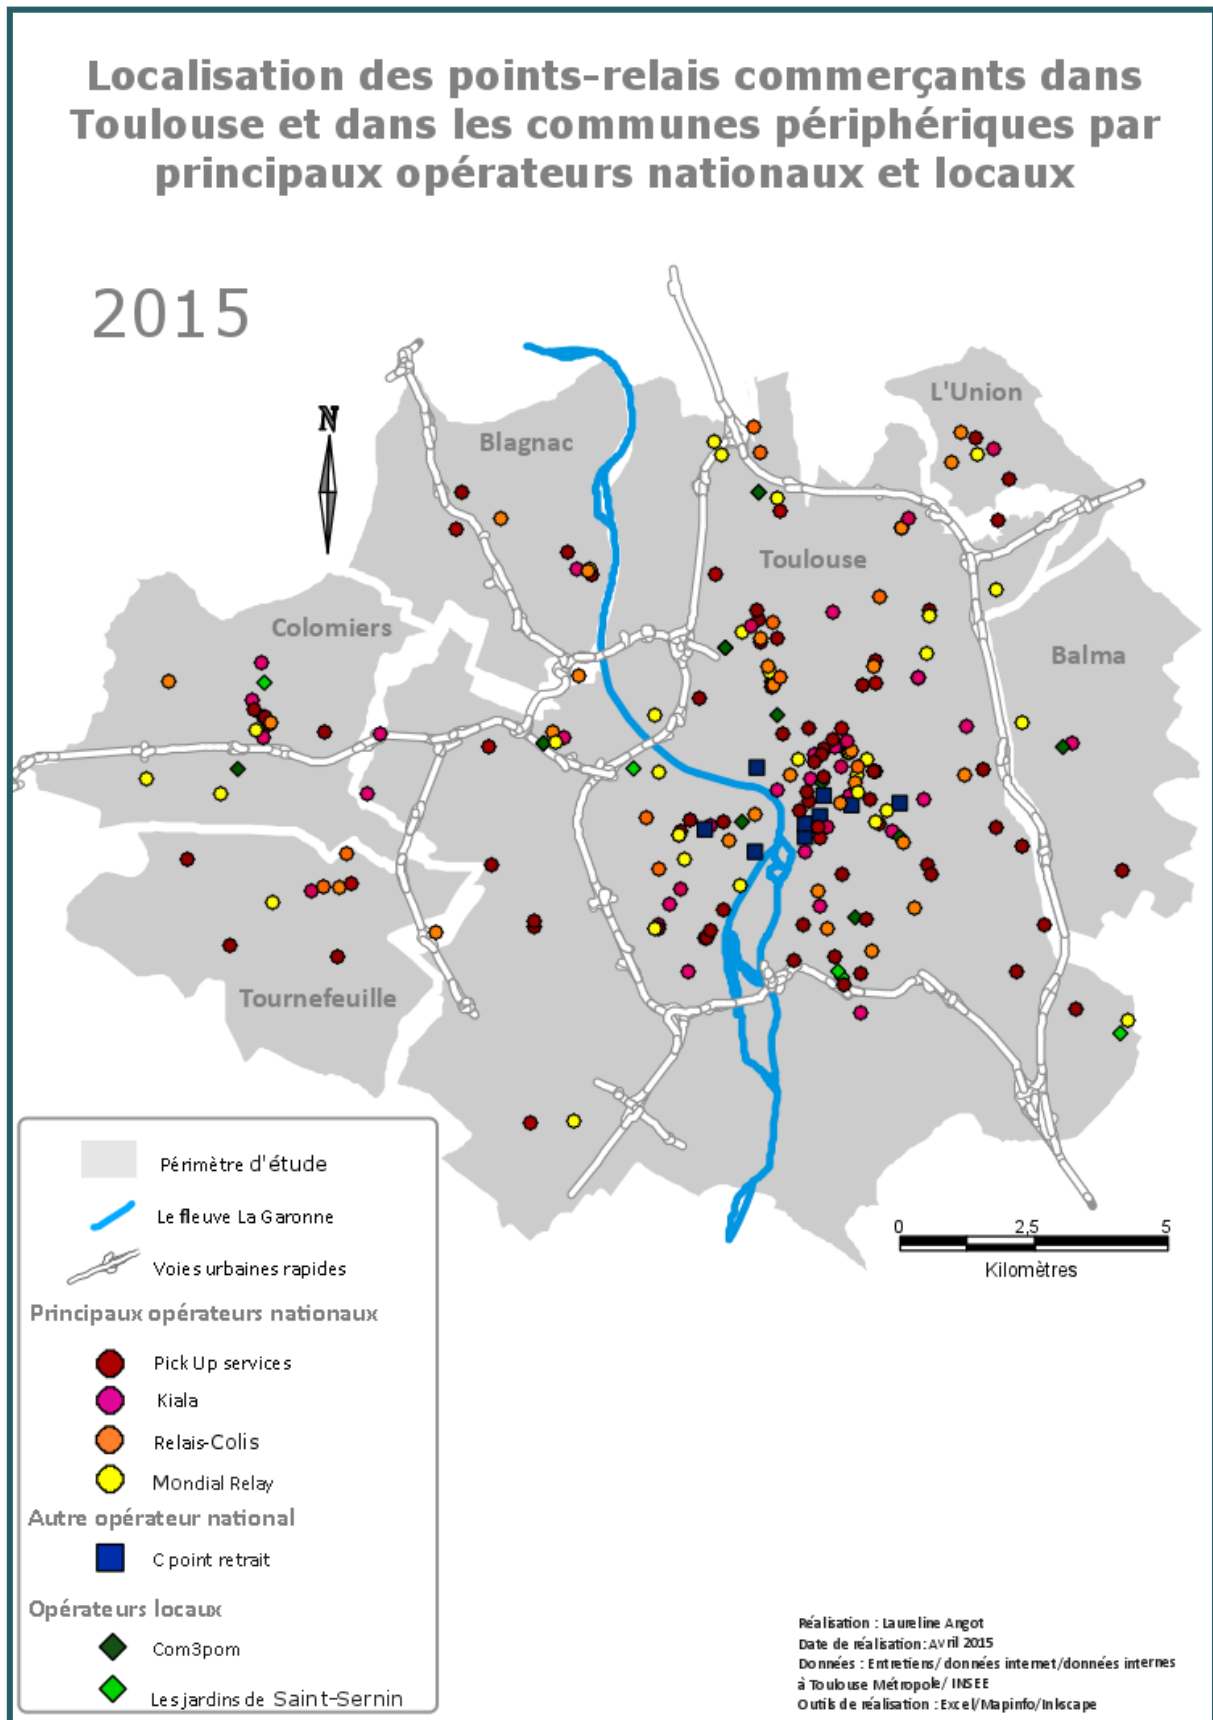 Localisation des points-relais commerçants dans
Toulouse et dans les communes périphériques par
principaux opérateurs nationaux et locaux
2015
N
L'Union
Blagnac
Toulouse
Colomiers
Balma
Tournefeuille
Périmètre d'étude
Le fleuve La Garonne
Voies urbaines rapides
Principaux opérateurs nationaux
Pick Up services
Kiala
Relais-Colis
Mondial Relay
Autre opérateur national
C point retrait
Opérateurs locaux
Com3pom
Les jardins de Saint-Sernin
0 2,5 5
Kilomètres
Réalisation : Laureline Angot
Date de réalisation: Avril 2015
Données : Entretiens/ données internet/données internes
à Toulouse Métropole/ INSEE
Outils de réalisation : Excel/Mapinfo/Inkscape